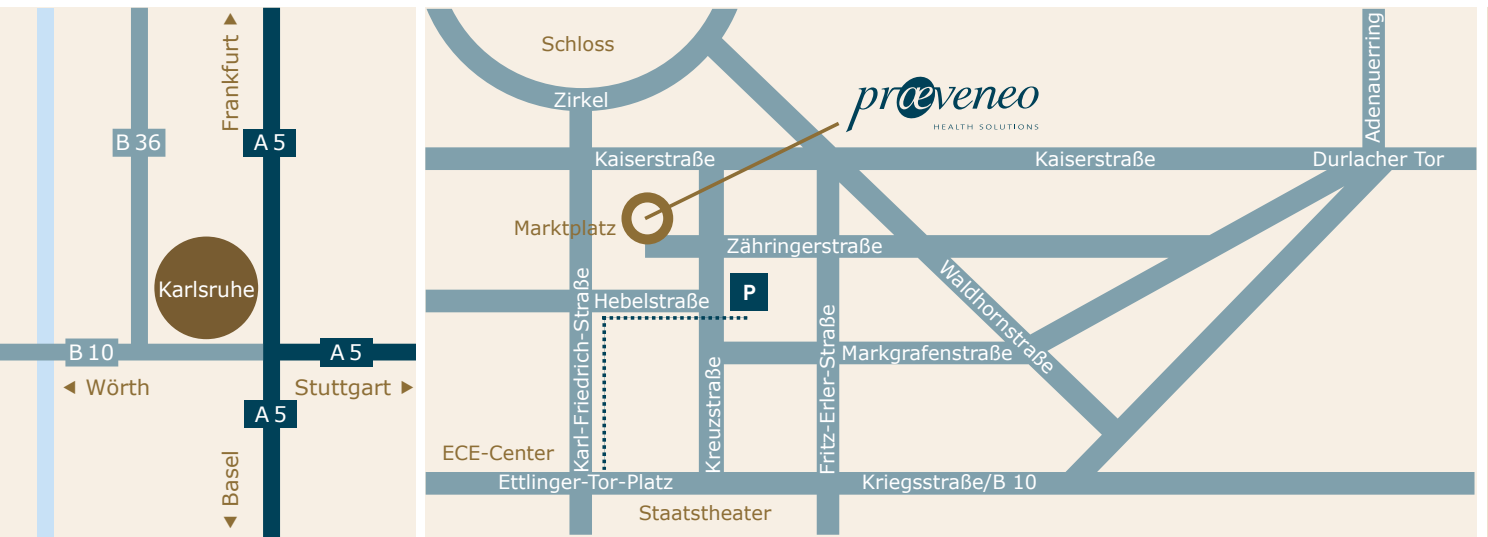 Frankfurt
B 36
A 5
Karlsruhe
B 10
A 5
Wörth
Stuttgart
A 5
Basel
Schloss
Zirkel
præveneo
HEALTH SOLUTIONS
Adenauerring
Kaiserstraße
Kaiserstraße
Durlacher Tor
Marktplatz
Zähringerstraße
Waldhornstraße
Hebelstraße
P
Karl-Friedrich-Straße
Kreuzstraße
Fritz-Erler-Straße
Markgrafenstraße
ECE-Center
Ettlinger-Tor-Platz
Kriegsstraße/B 10
Staatstheater